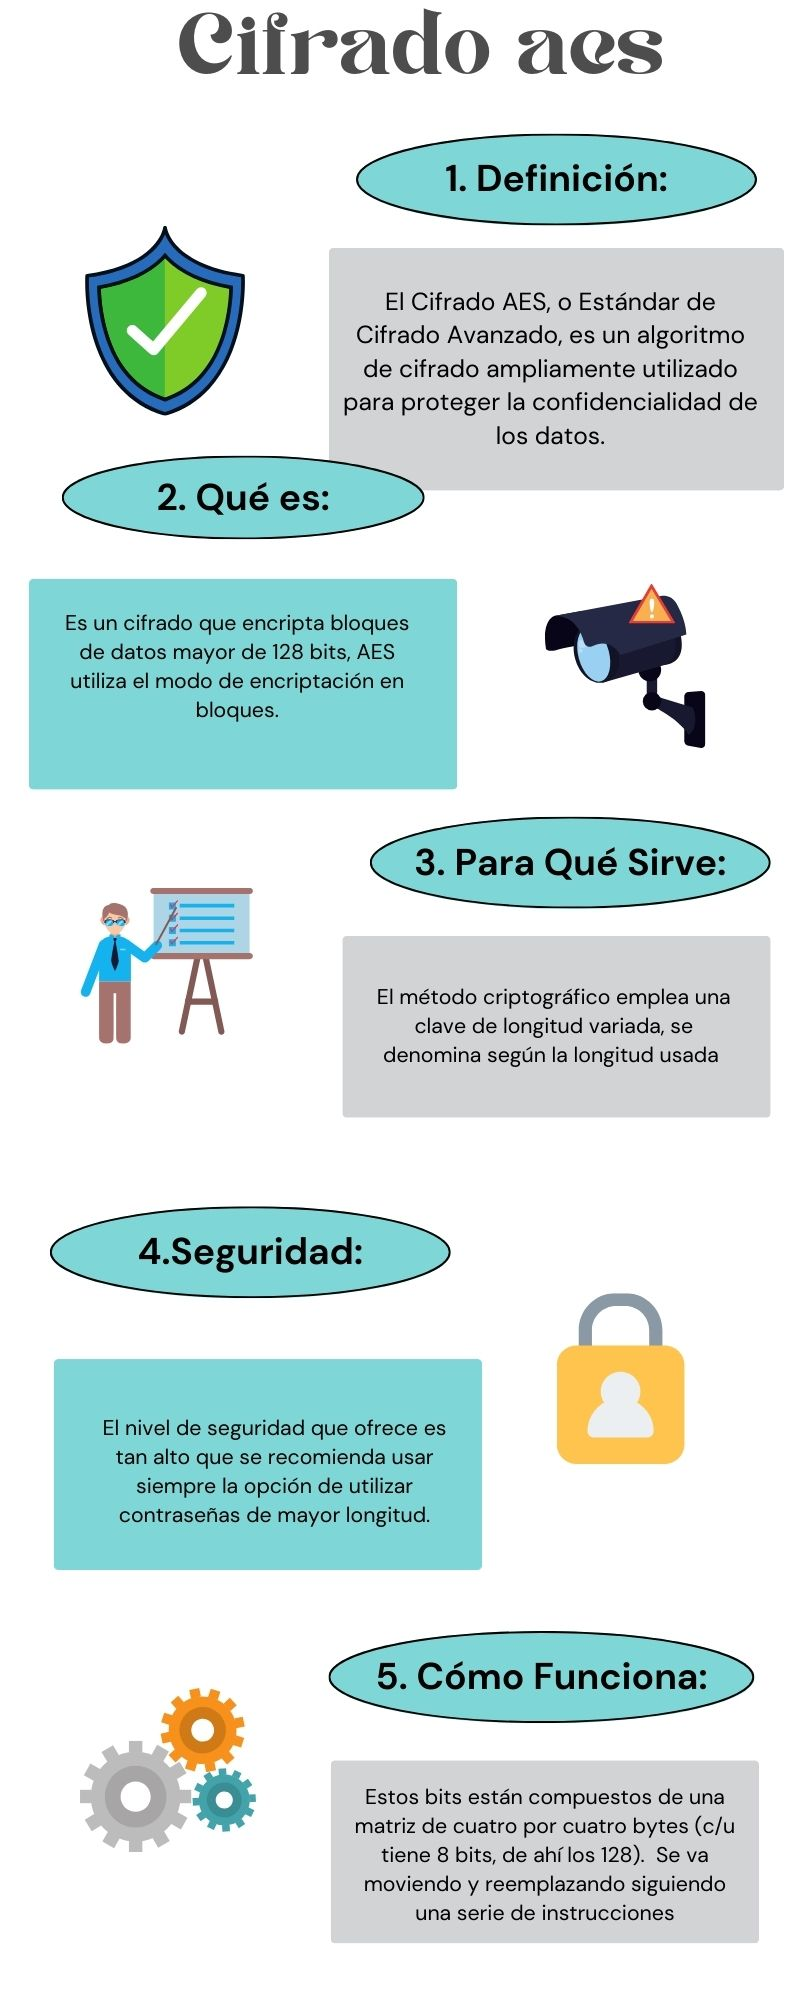 Cifrado aes
1. Definición:
El Cifrado AES, o Estándar de
Cifrado Avanzado, es un algoritmo
de cifrado ampliamente utilizado
para proteger la confidencialidad de
los datos.
2. Qué es:
Es un cifrado que encripta bloques
de datos mayor de 128 bits, AES
utiliza el modo de encriptación en
bloques.
3. Para Qué Sirve:
El método criptográfico emplea una
clave de longitud variada, se
denomina según la longitud usada
4.Seguridad:
El nivel de seguridad que ofrece es
tan alto que se recomienda usar
siempre la opción de utilizar
contraseñas de mayor longitud.
5. Cómo Funciona:
Estos bits están compuestos de una
matriz de cuatro por cuatro bytes (c/u
tiene 8 bits, de ahí los 128).  Se va
moviendo y reemplazando siguiendo
una serie de instrucciones